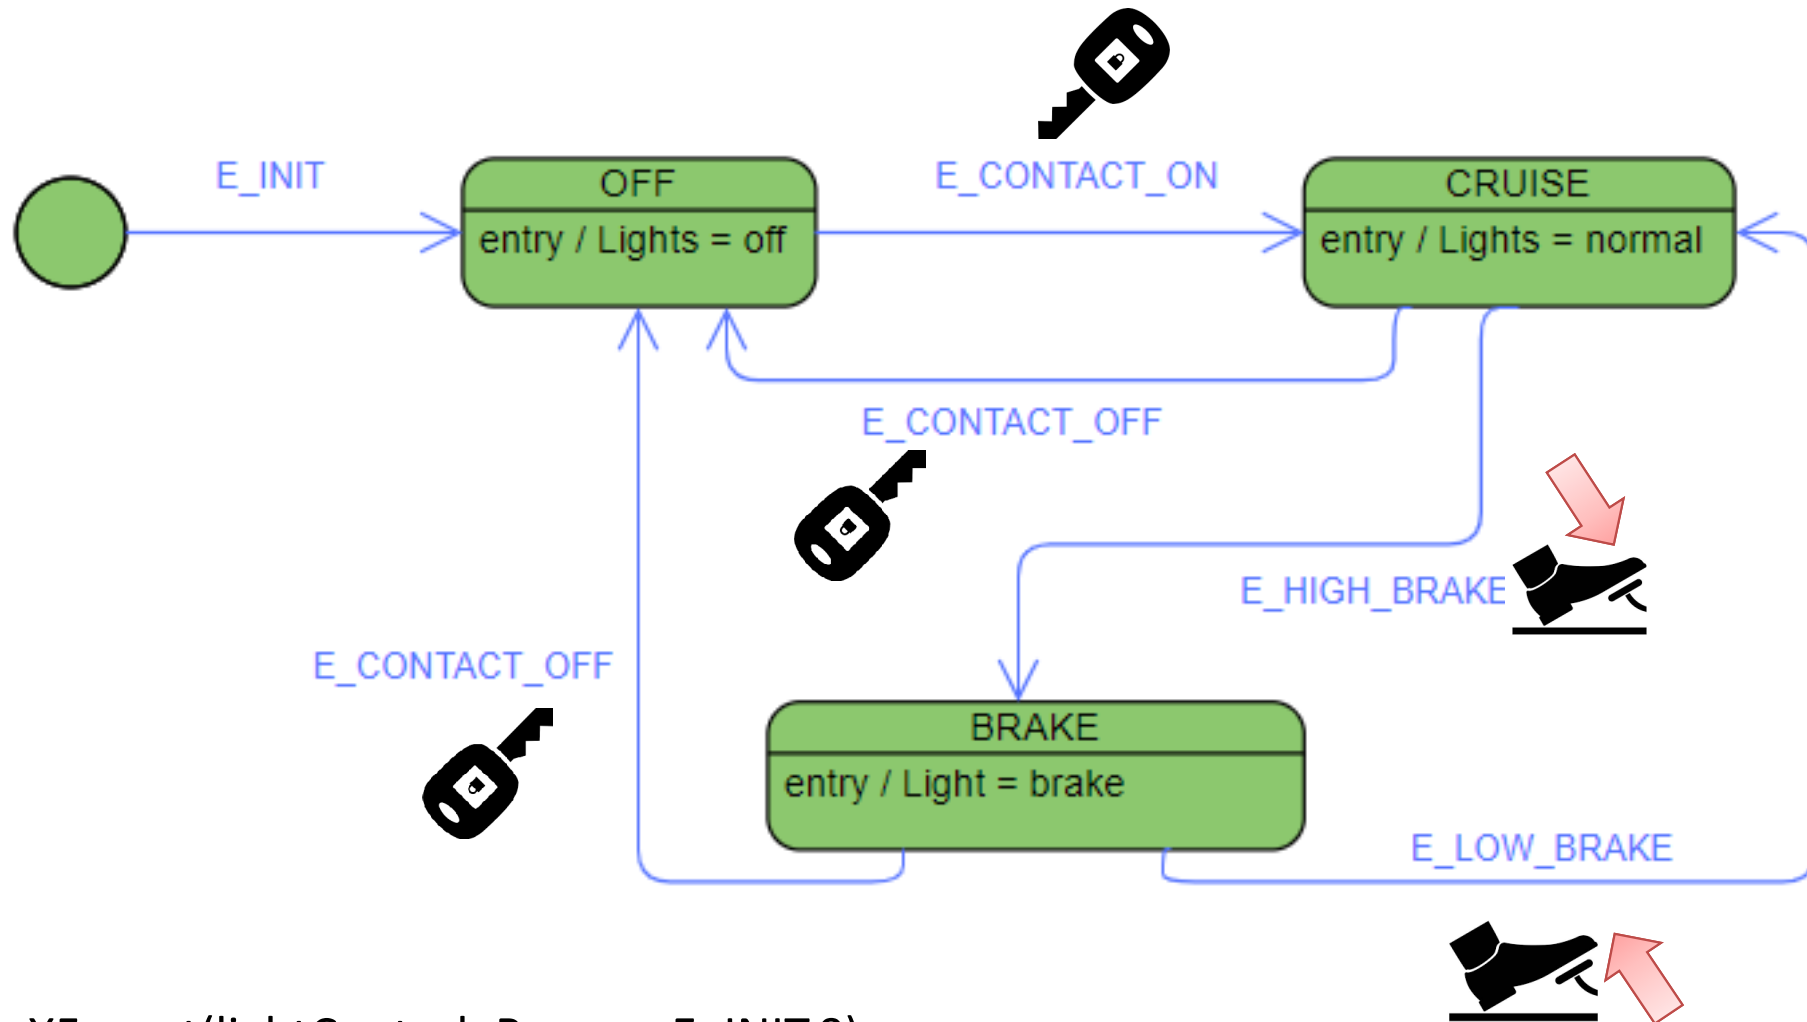 E_INIT
OFF
entry / Lights = off
E_CONTACT_ON
CRUISE
entry / Lights = normal
E_CONTACT_OFF
E_HIGH_BRAKE
E_CONTACT_OFF
BRAKE
entry / Light = brake
E_LOW_BRAKE